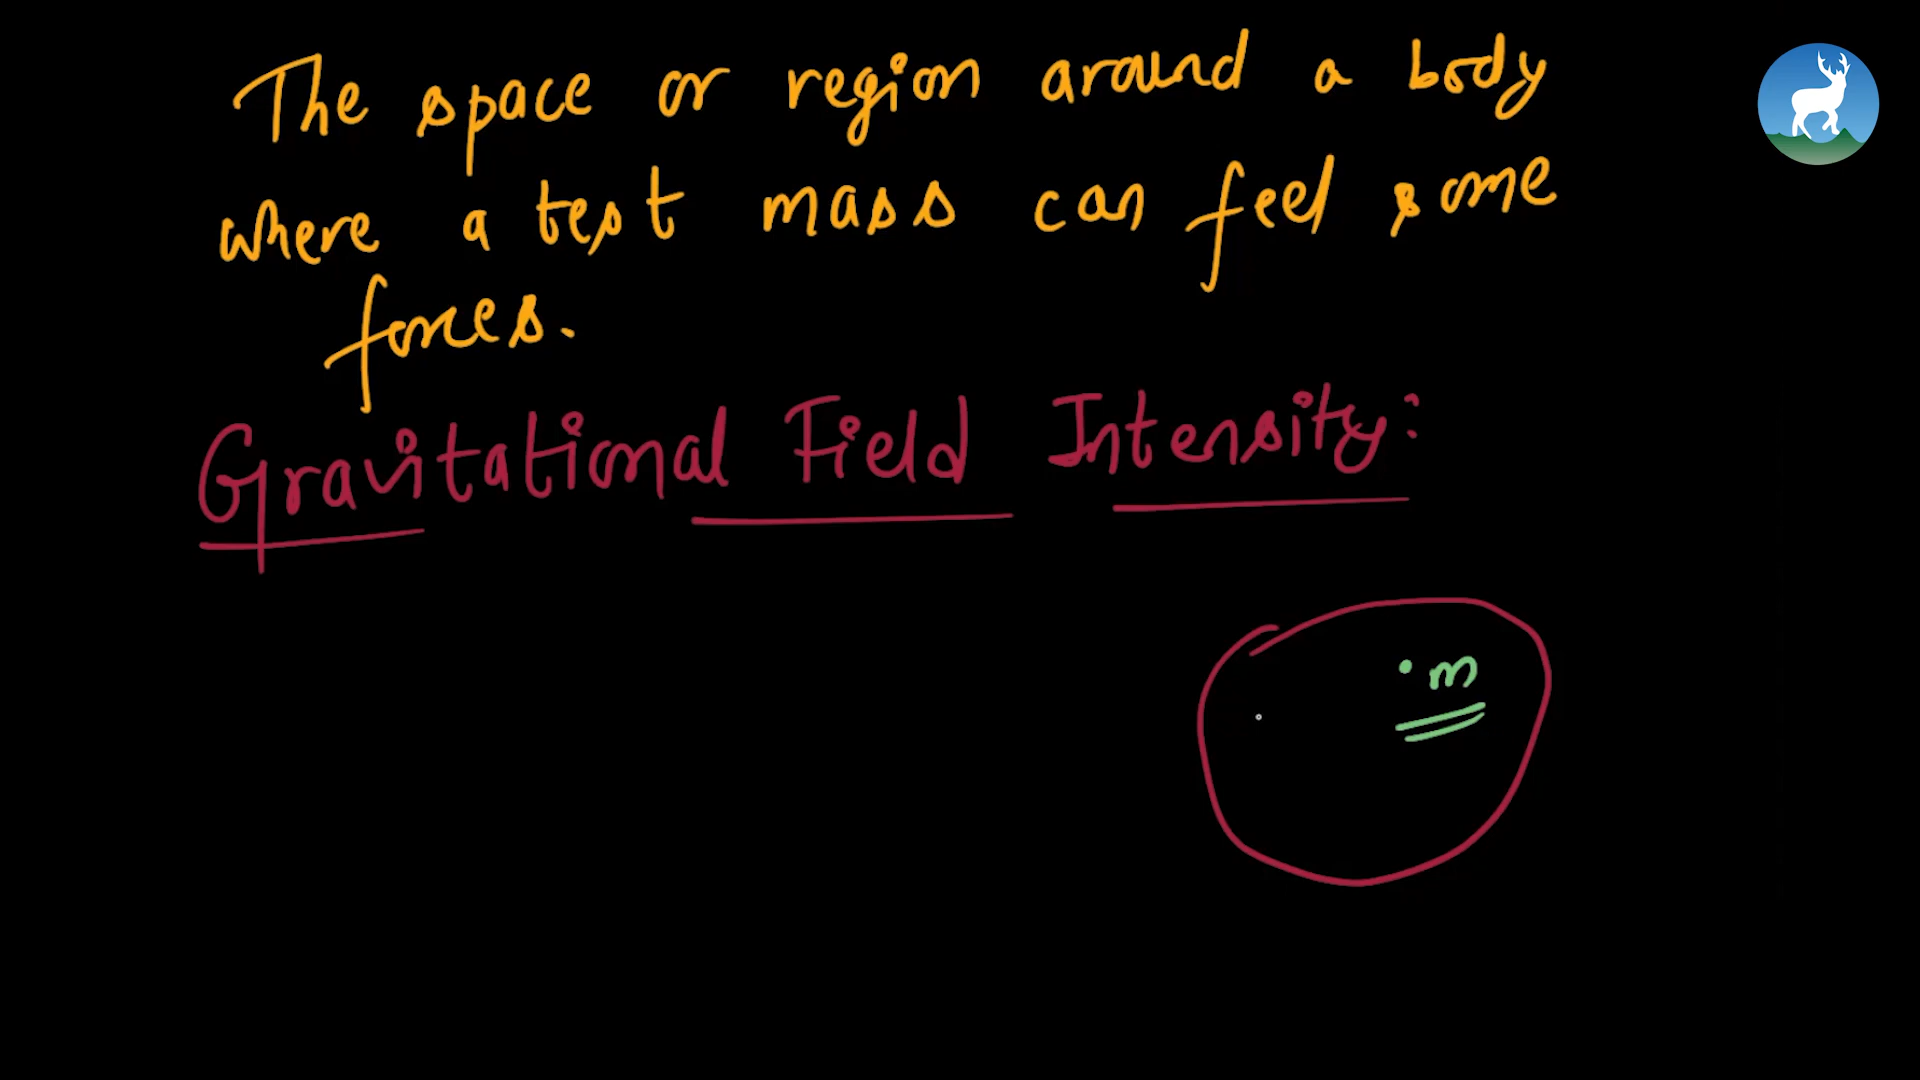 The space or region around a body
where a test mass can feel some
forces.
Gravitational Field Intensity:
m